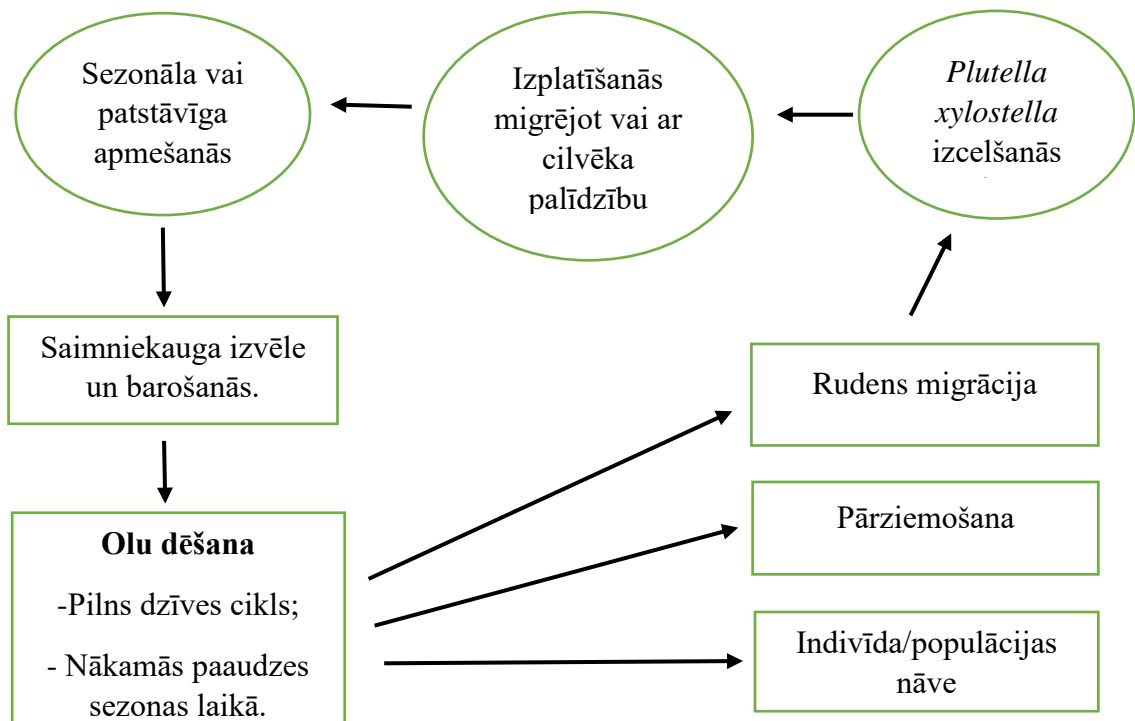 Sezonāla vai
patstāvīga
apmešanās
Izplatīšanās
migrējot vai ar
cilvēka
palīdzību
Plutella
xylostella
izcelšanās
Saimniekauga izvēle
un barošanās.
Rudens migrācija
Olu dēšana
-Pilns dzīves cikls;
- Nākamās paaudzes
sezonas laikā.
Pārziemošana
Indivīda/populācijas
nāve